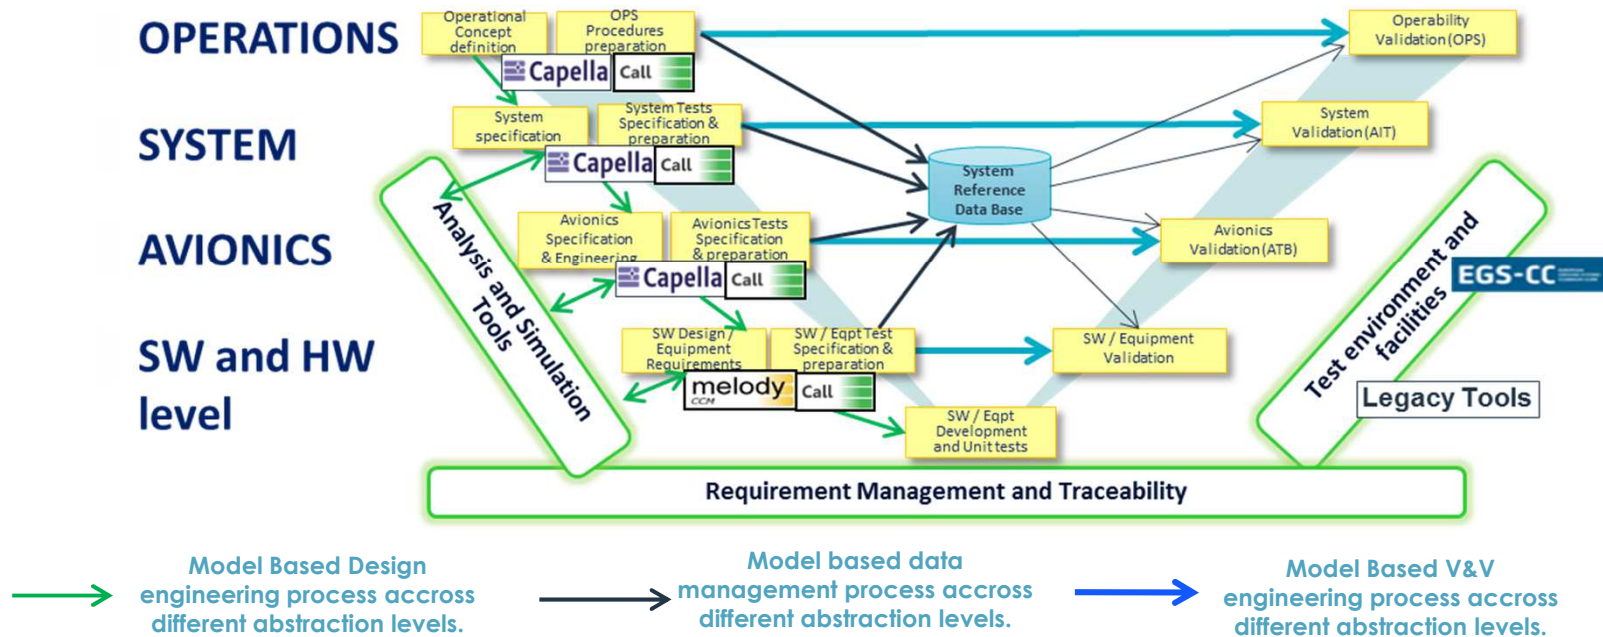 OPERATIONS
Operational
Concept
definition
OPS
Procedures
preparation
Capella
Call
Operability
Validation (OPS)
SYSTEM
System
specification
System Tests
Specification &
preparation
Capella
Call
System
Validation (AIT)
System
Reference
Data Base
AVIONICS
Avionics
Specification
& Engineering
Avionics Tests
Specification
& preparation
Capella
Call
Avionics
Validation (ATB)
SW and HW
level
SW Design /
Equipment
Requirements
SW / Eqpt Test
Specification &
preparation
melody
CCM
Call
SW / Equipment
Validation
SW / Eqpt
Development
and Unit tests
Analysis and Simulation
Tools
Test environment and
facilities
EGS-CC
Legacy Tools
Requirement Management and Traceability
Model Based Design
engineering process accross
different abstraction levels.
Model based data
management process accross
different abstraction levels.
Model Based V&V
engineering process accross
different abstraction levels.